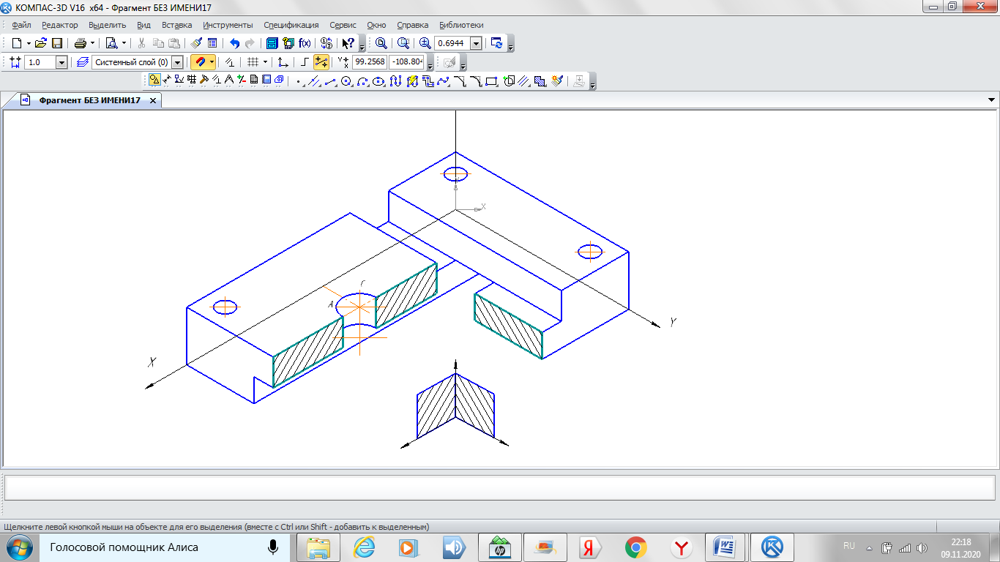 КОМПАС-3D V16 x64 - Фрагмент БЕЗ ИМЕНИ17
Файл Редактор Выделить Вид Вставка Инструменты Спецификация Сервис Окно Справка Библиотеки
f(x) 0.6944
1.0 Системный слой (0) 99.2568 -108.804
Фрагмент БЕЗ ИМЕНИ17
X
A
Y
X
Щелкните левой кнопкой мыши на объекте для его выделения (вместе с Ctrl или Shift - добавить к выделенным)
Голосовой помощник Алиса
RU
22:18
09.11.2020